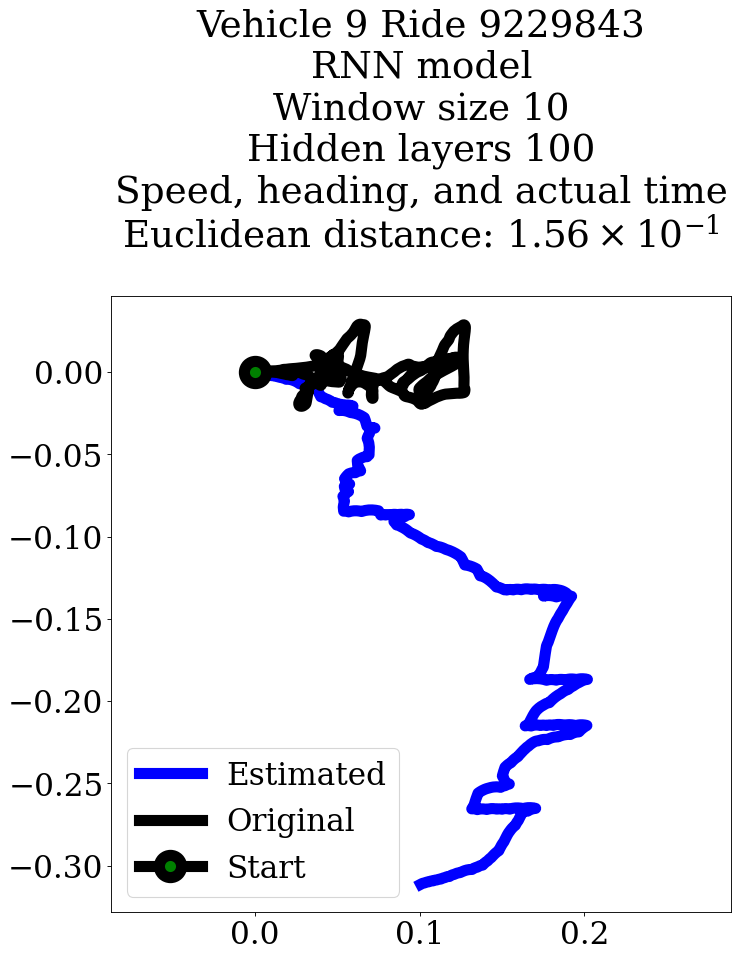 Vehicle 9 Ride 9229843
RNN model
Window size 10
Hidden layers 100
Speed, heading, and actual time
Euclidean distance: 1.56 × 10⁻¹
0.00
−0.05
−0.10
−0.15
−0.20
−0.25
−0.30
Estimated
Original
Start
0.0 0.1 0.2